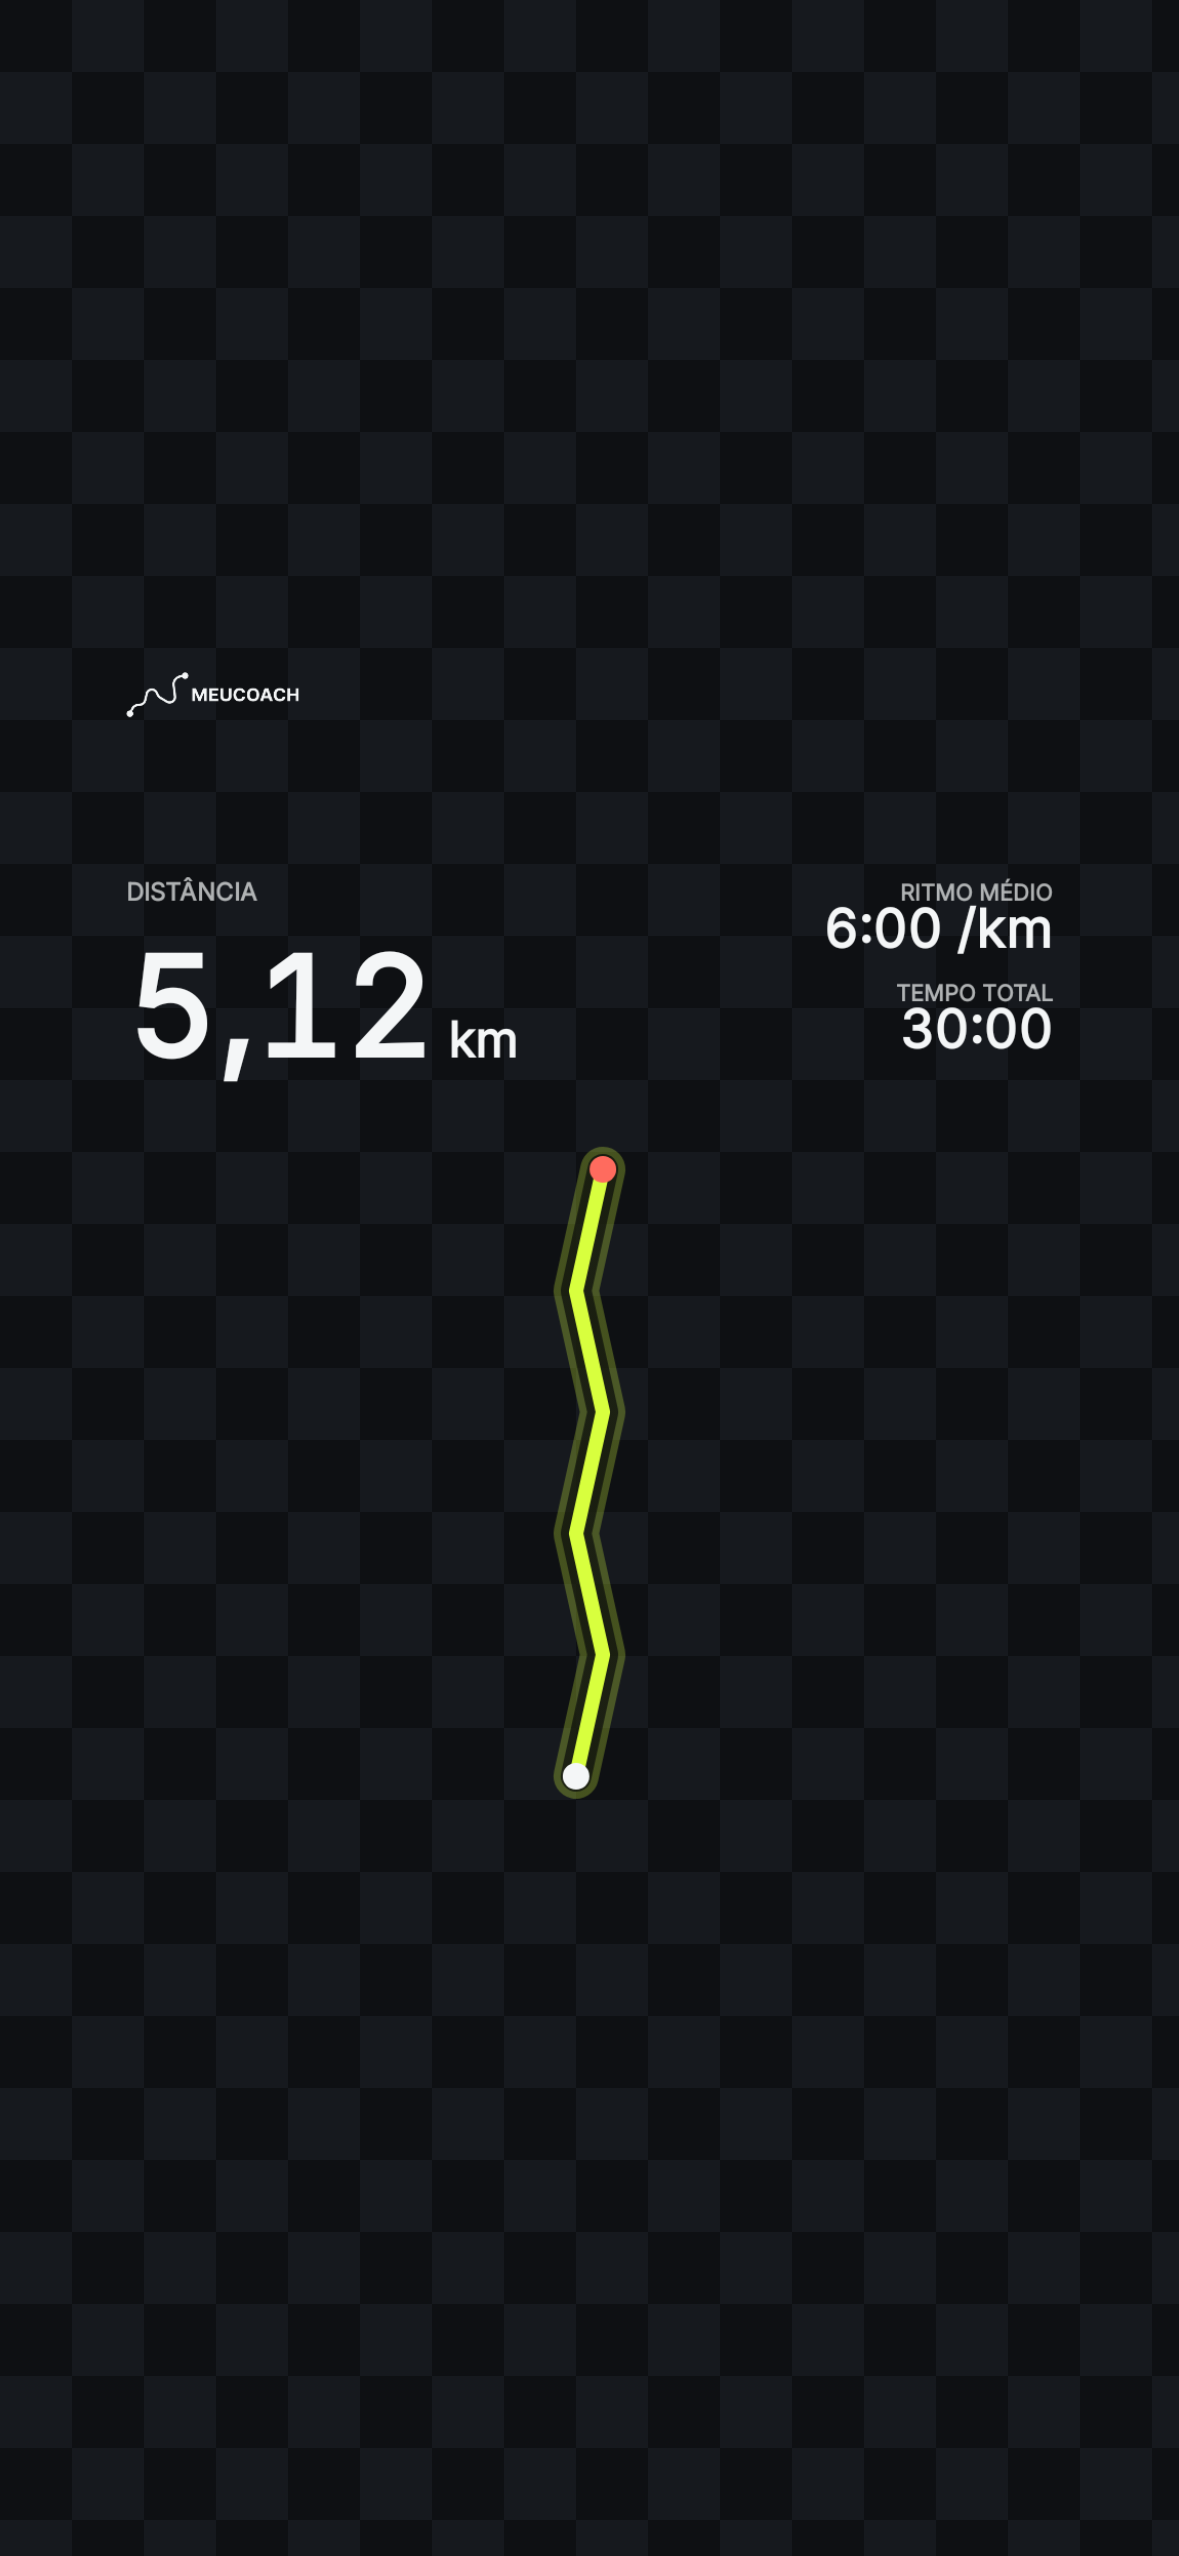 MEUCOACH
DISTÂNCIA
5,12 km
RITMO MÉDIO
6:00 /km
TEMPO TOTAL
30:00